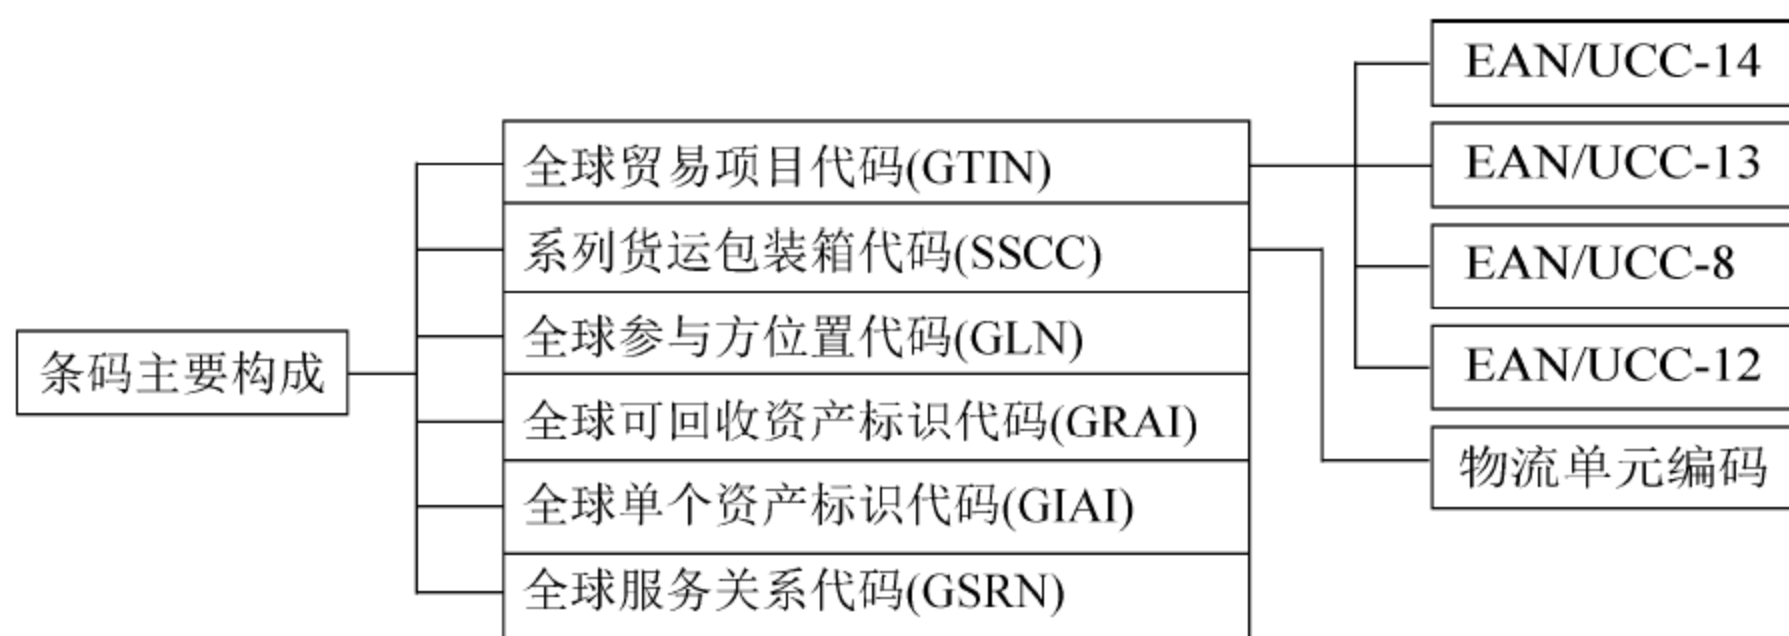 条码主要构成
全球贸易项目代码(GTIN)
系列货运包装箱代码(SSCC)
全球参与方位置代码(GLN)
全球可回收资产标识代码(GRAI)
全球单个资产标识代码(GIAI)
全球服务关系代码(GSRN)
EAN/UCC-14
EAN/UCC-13
EAN/UCC-8
EAN/UCC-12
物流单元编码